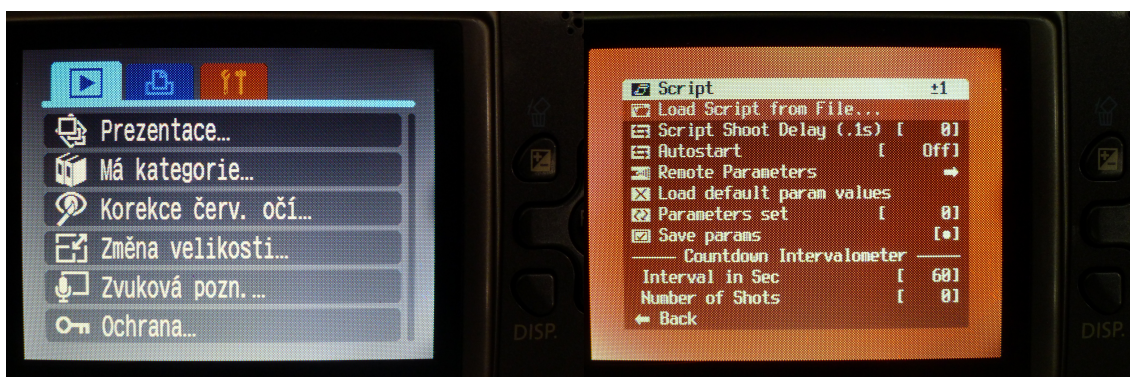 Prezentace...
Má kategorie...
Korekce červ. očí...
Změna velikosti...
Zvuková pozn. ...
Ochrana...
DISP.
Script ±1
Load Script from File...
Script Shoot Delay (.1s) [ 0]
Autostart [ Off]
Remote Parameters
Load default param values
Parameters set [ 0]
Save params [•]
Countdown Intervalometer
Interval in Sec [ 60]
Number of Shots [ 0]
Back
DISP.